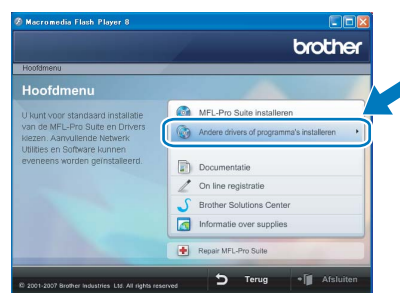 Macromedia Flash Player 8
brother
Hoofdmenu
Hoofdmenu
U kunt voor standaard installatie
van de MFL-Pro Suite en Drivers
kiezen. Aanvullende Netwerk
Utilities en Software kunnen
eveneens worden geïnstalleerd.
MFL-Pro Suite installeren
Andere drivers of programma's installeren
Documentatie
On line registratie
Brother Solutions Center
Informatie over supplies
Repair MFL-Pro Suite
© 2001-2007 Brother Industries Ltd. All rights reserved
Terug
Afsluiten